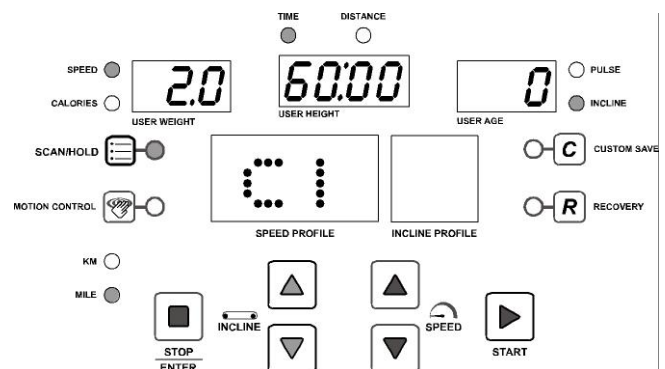 TIME DISTANCE
SPEED 2.0 60:00 0 PULSE
CALORIES INCLINE
USER WEIGHT USER HEIGHT USER AGE
SCAN/HOLD C CUSTOM SAVE
C1
MOTION CONTROL R RECOVERY
SPEED PROFILE INCLINE PROFILE
KM
MILE
INCLINE SPEED
STOP START
ENTER